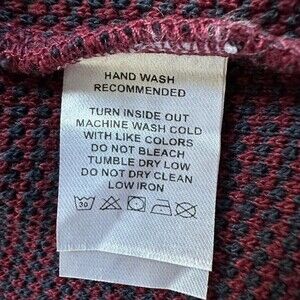 HAND WASH
RECOMMENDED
TURN INSIDE OUT
MACHINE WASH COLD
WITH LIKE COLORS
DO NOT BLEACH
TUMBLE DRY LOW
DO NOT DRY CLEAN
LOW IRON
30